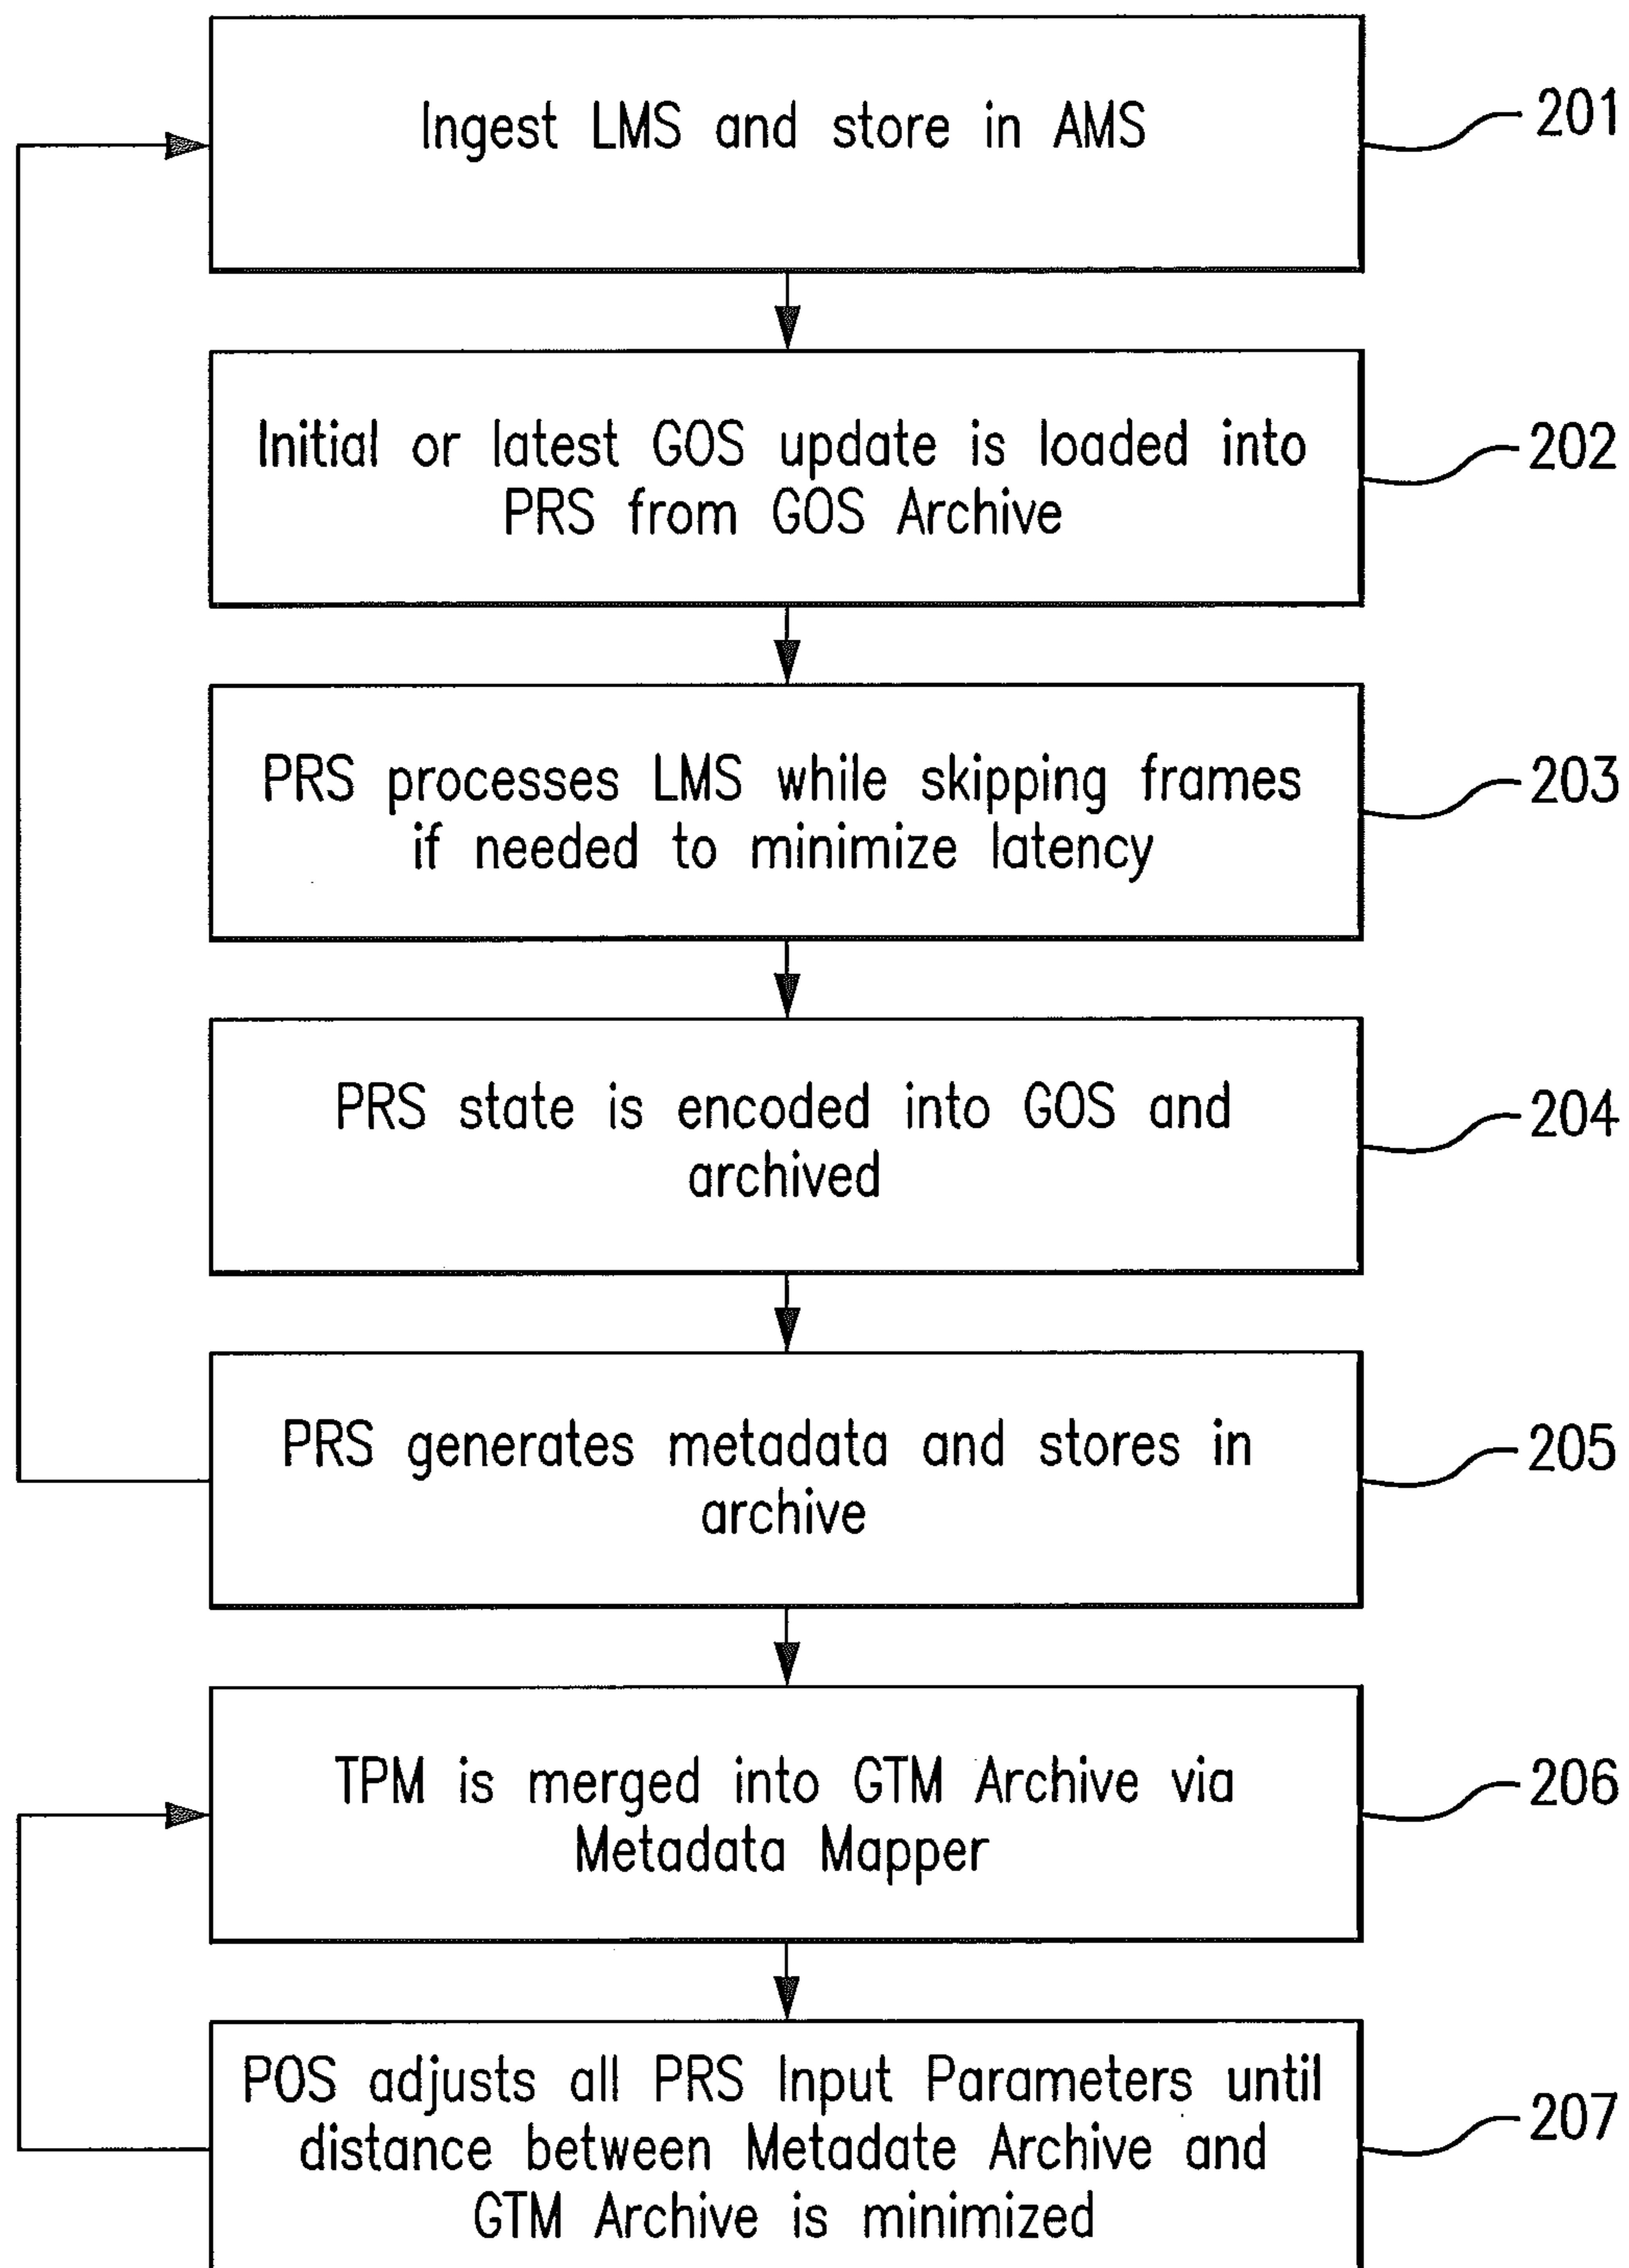 Ingest LMS and store in AMS
201
Initial or latest GOS update is loaded into
PRS from GOS Archive
202
PRS processes LMS while skipping frames
if needed to minimize latency
203
PRS state is encoded into GOS and
archived
204
PRS generates metadata and stores in
archive
205
TPM is merged into GTM Archive via
Metadata Mapper
206
POS adjusts all PRS Input Parameters until
distance between Metadate Archive and
GTM Archive is minimized
207